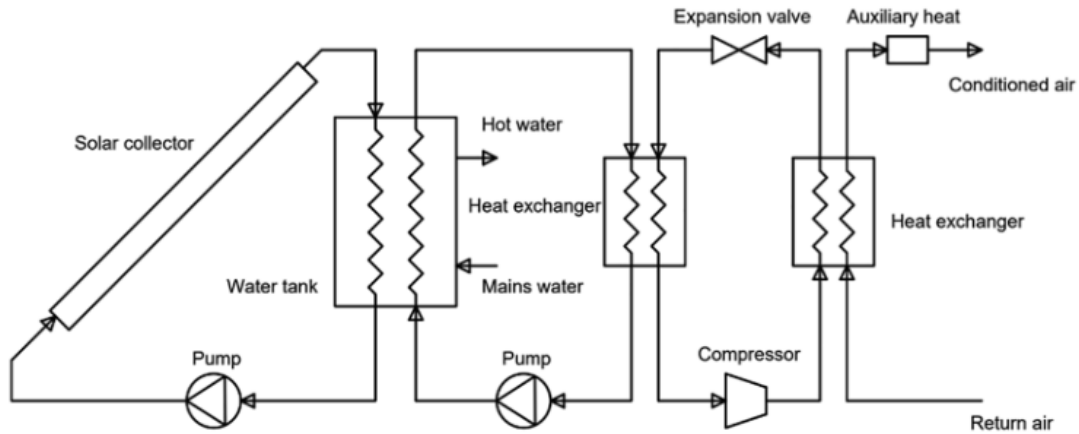 Expansion valve
Auxiliary heat
Conditioned air
Solar collector
Hot water
Heat exchanger
Heat exchanger
Water tank
Mains water
Pump
Pump
Compressor
Return air